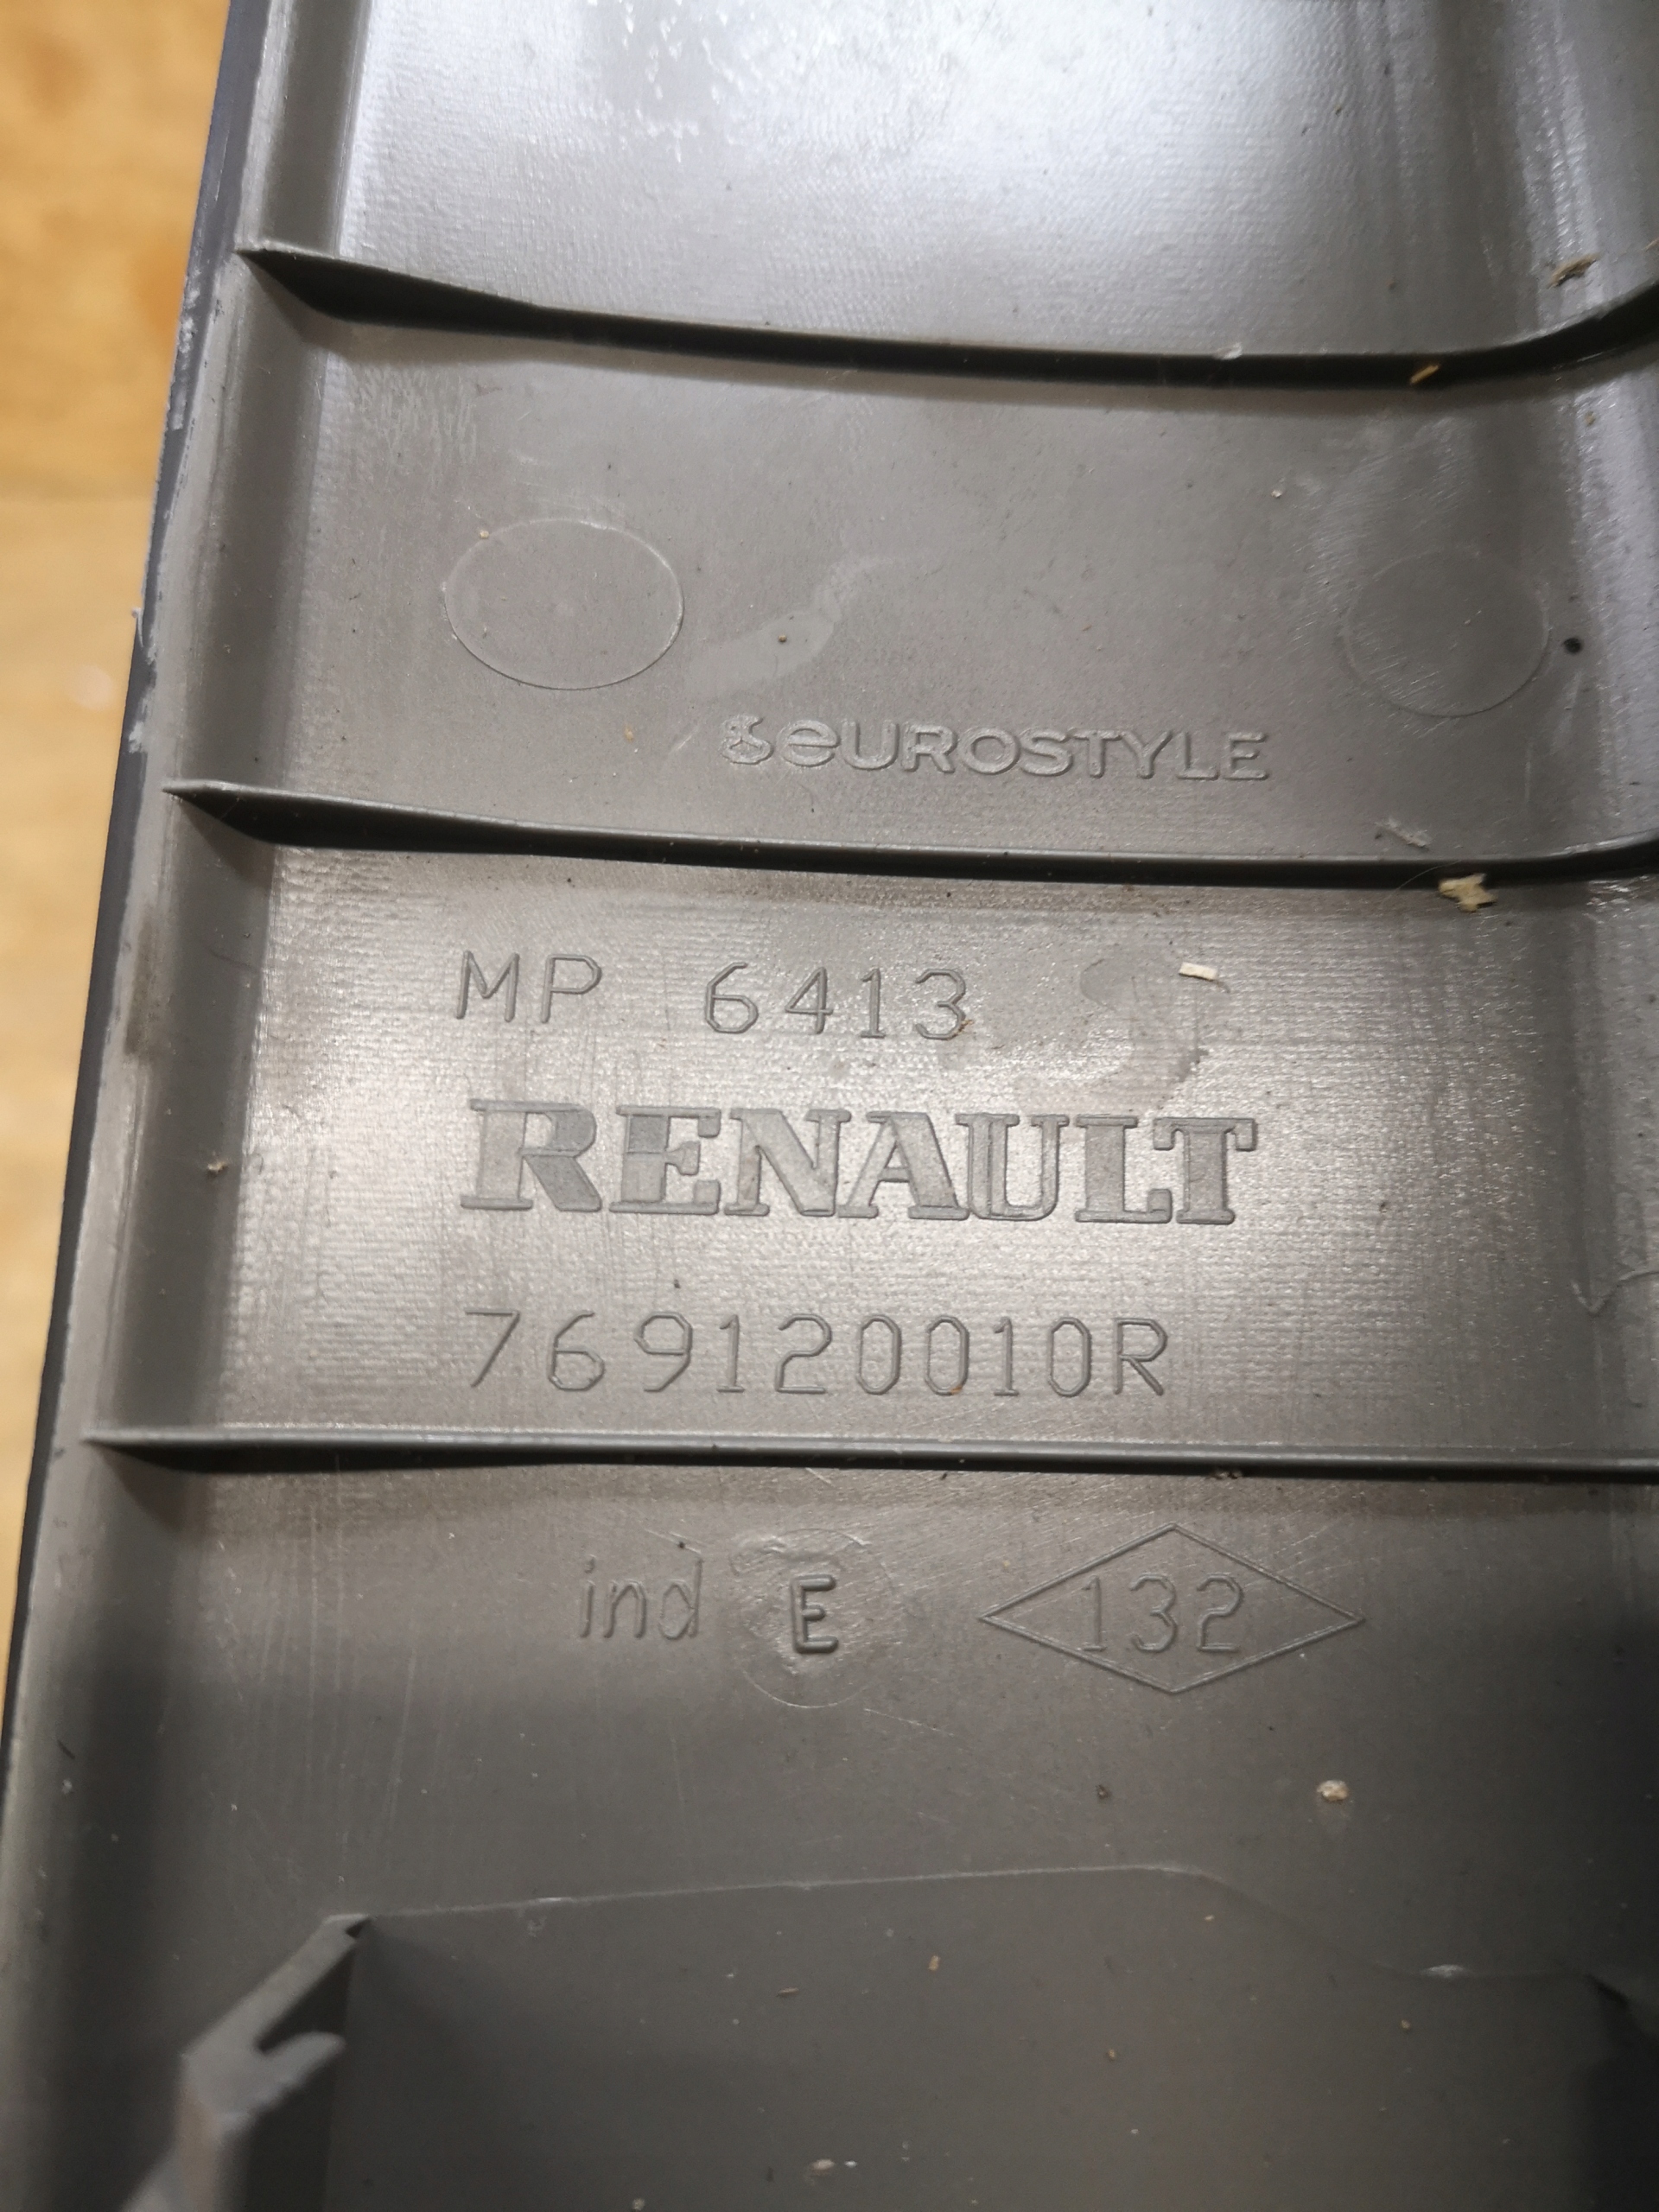 eUROSTYLE
MP 6413
RENAULT
769120010R
ind E 132